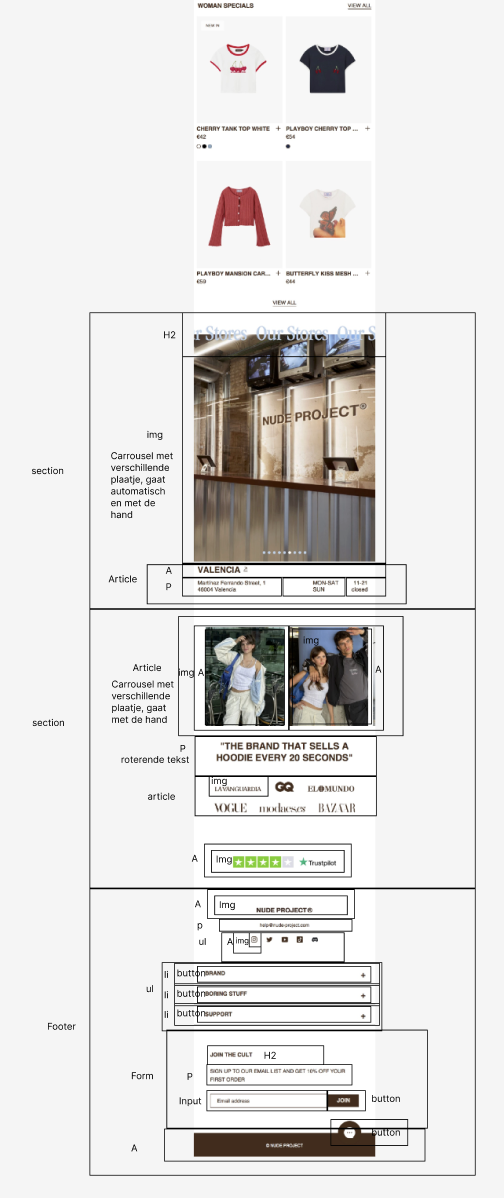 WOMAN SPECIALS
VIEW ALL
NEW IN
CHERRY TANK TOP WHITE +
€42
PLAYBOY CHERRY TOP ... +
€54
PLAYBOY MANSION CAR... +
€59
BUTTERFLY KISS MESH ... +
€44
VIEW ALL
H2
r Stores Our Stores Our S
NUDE PROJECT®
img
Carrousel met
verschillende
plaatje, gaat
automatisch
en met de
hand
section
A
VALENCIA
Article
P
Martínez Ferrando Street, 1
46004 Valencia
MON-SAT
SUN
11-21
closed
img
Article
img A
A
Carrousel met
verschillende
plaatje, gaat
met de hand
section
P
roterende tekst
"THE BRAND THAT SELLS A
HOODIE EVERY 20 SECONDS"
article
img
LAVANGUARDIA
GQ
EL MUNDO
VOGUE
modaes.es
BAZAAR
A
Img
Trustpilot
A
Img
NUDE PROJECT®
p
help@nude-project.com
ul
A img
ul
li button BRAND +
li button BORING STUFF +
li button SUPPORT +
Footer
JOIN THE CULT H2
Form
P
SIGN UP TO OUR EMAIL LIST AND GET 10% OFF YOUR
FIRST ORDER
Input
Email address
JOIN
button
button
A
© NUDE PROJECT